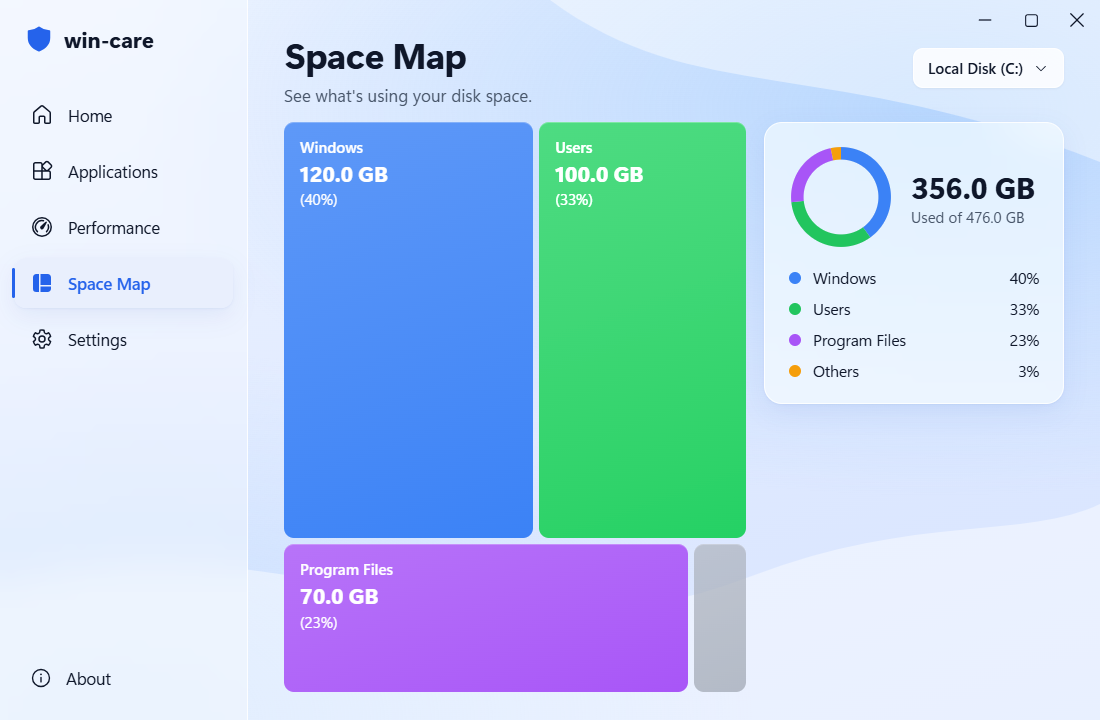 win-care
Home
Applications
Performance
Space Map
Settings
About
Space Map
See what's using your disk space.
Local Disk (C:)
Windows
120.0 GB
(40%)
Users
100.0 GB
(33%)
Program Files
70.0 GB
(23%)
356.0 GB
Used of 476.0 GB
Windows 40%
Users 33%
Program Files 23%
Others 3%